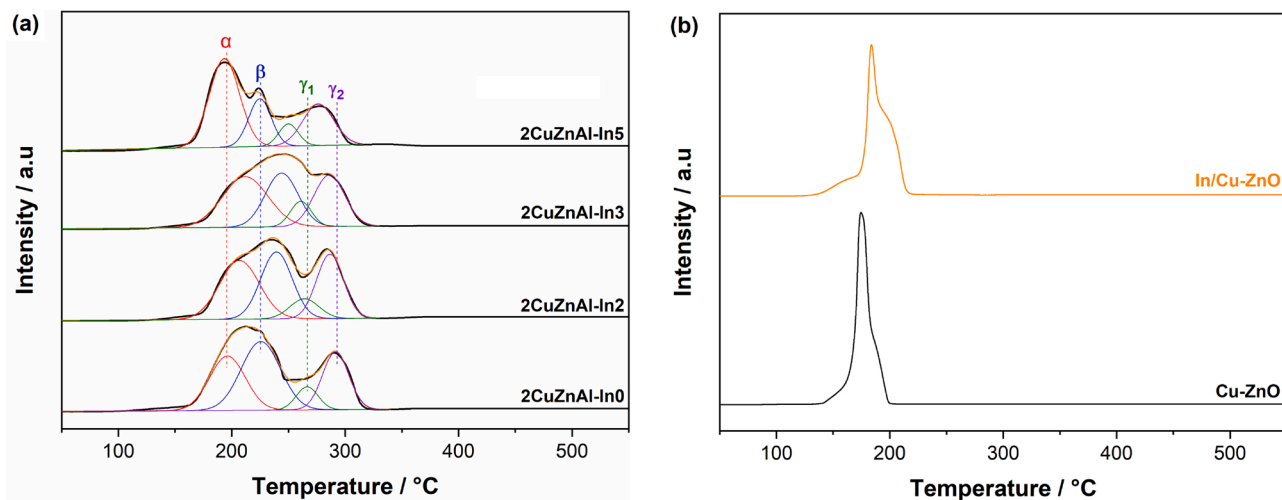 (a)
α
β
γ1
γ2
2CuZnAl-In5
2CuZnAl-In3
2CuZnAl-In2
2CuZnAl-In0
Intensity / a.u
100 200 300 400 500
Temperature / °C
(b)
In/Cu-ZnO
Cu-ZnO
Intensity / a.u
100 200 300 400 500
Temperature / °C